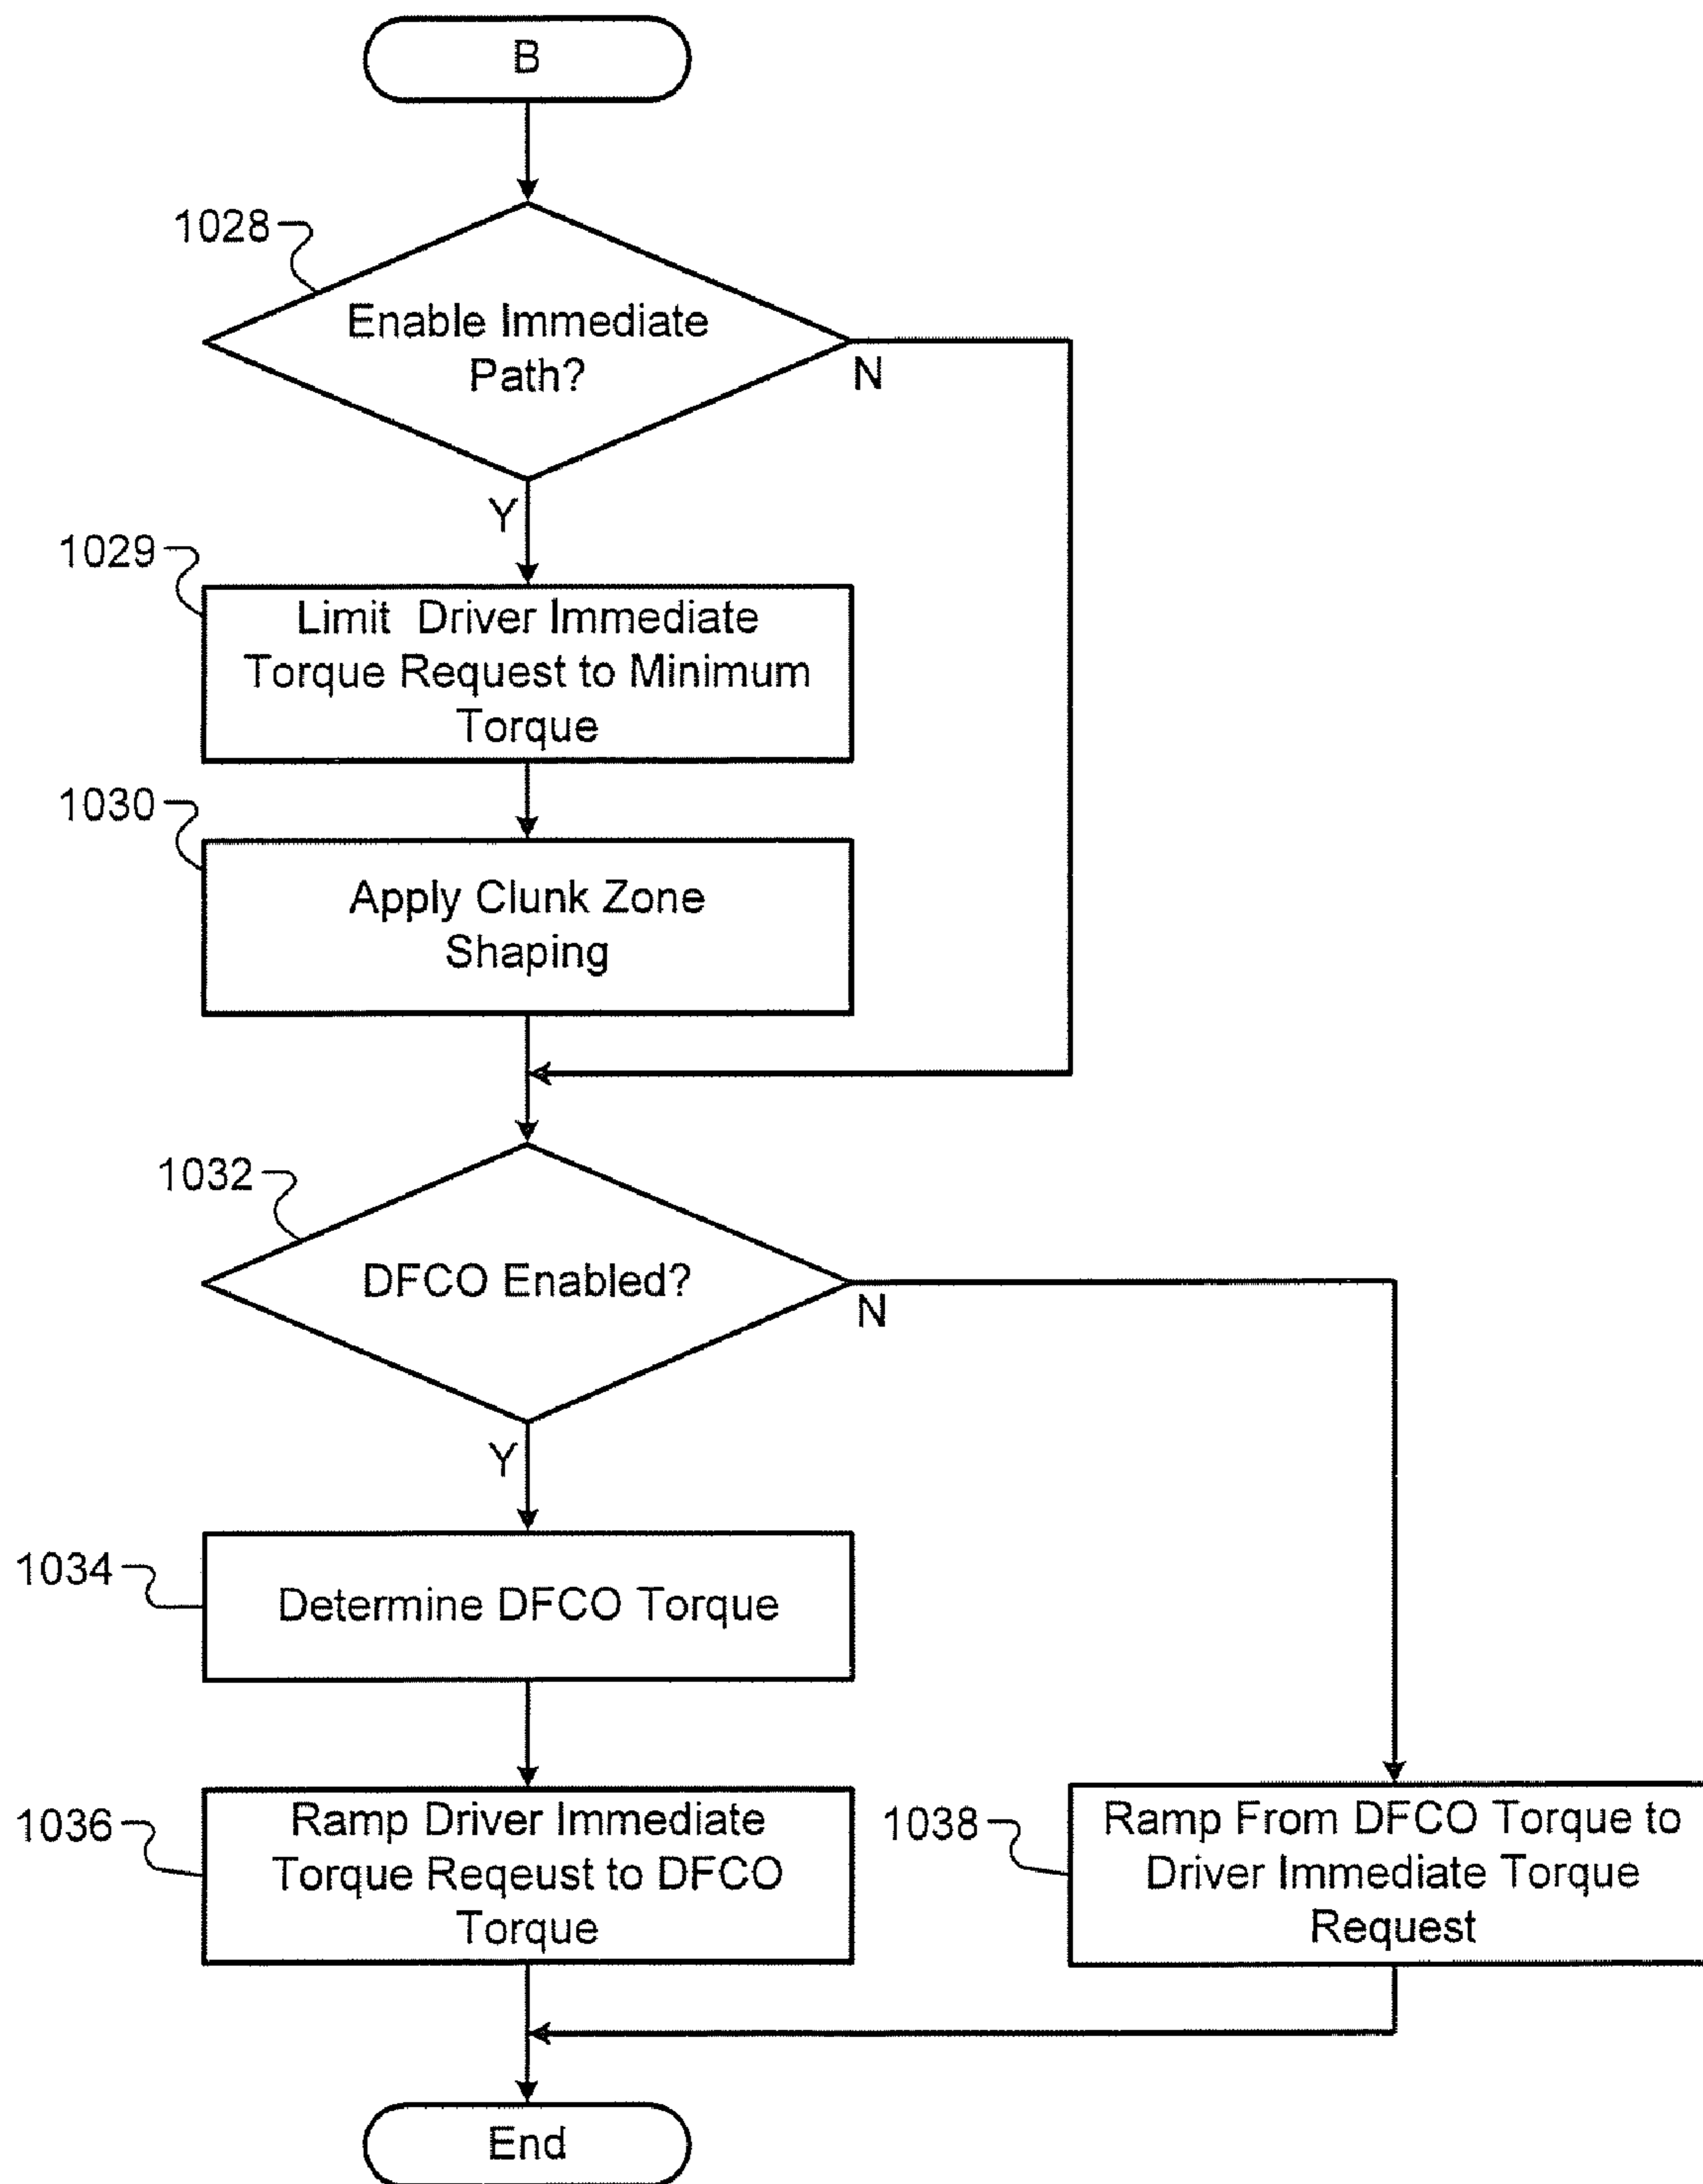 B
1028
Enable Immediate
Path?
N
Y
1029
Limit Driver Immediate
Torque Request to Minimum
Torque
1030
Apply Clunk Zone
Shaping
1032
DFCO Enabled?
N
Y
1034
Determine DFCO Torque
1036
Ramp Driver Immediate
Torque Reqeust to DFCO
Torque
1038
Ramp From DFCO Torque to
Driver Immediate Torque
Request
End